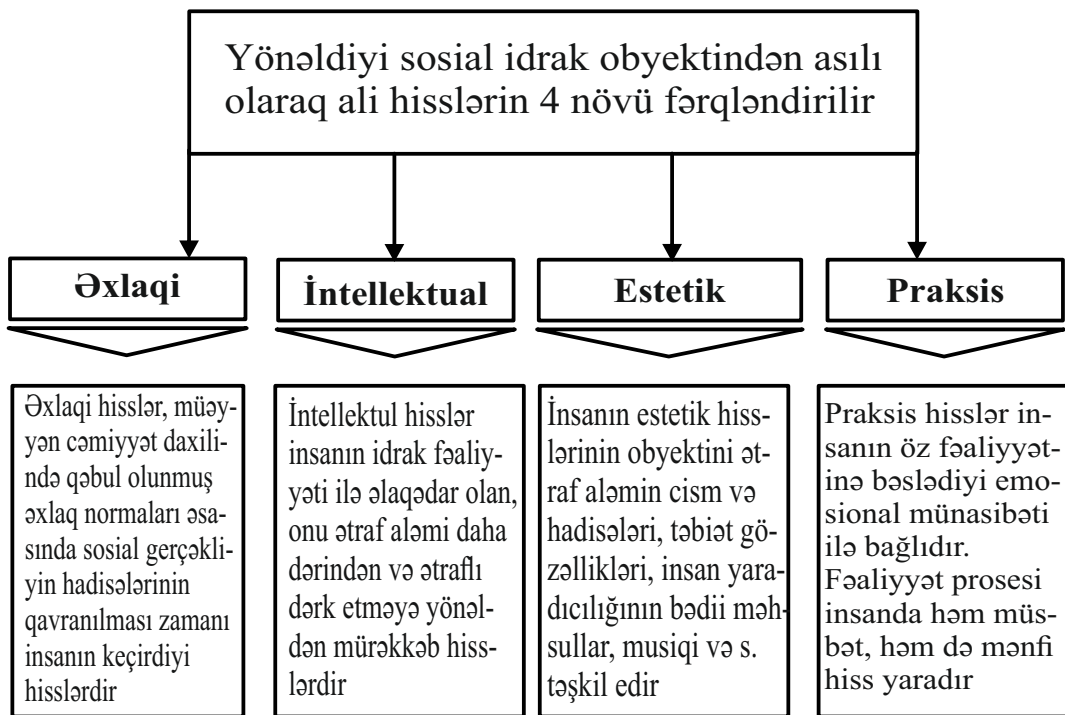 Yönəldiyi sosial idrak obyektindən asılı
olaraq ali hisslərin 4 növü fərqləndirilir
Əxlaqi
Əxlaqi hisslər, müəy-
yən cəmiyyət daxili-
ndə qəbul olunmuş
əxlaq normaları əsa-
sında sosial gerçəkli-
yin hadisələrinin
qavranılması zamanı
insanın keçirdiyi
hisslərdir
İntellektual
İntellektul hisslər
insanın idrak fəaliy-
yəti ilə əlaqədar olan,
onu ətraf aləmi daha
dərindən və ətraflı
dərk etməyə yönəl-
dən mürəkkəb hiss-
lərdir
Estetik
İnsanın estetik hiss-
lərinin obyektini ət-
raf aləmin cism və
hadisələri, təbiət gö-
zəllikləri, insan yara-
dıcılığının bədii məh-
sullar, musiqi və s.
təşkil edir
Praksis
Praksis hisslər in-
sanın öz fəaliyyət-
inə bəslədiyi emo-
sional münasibəti
ilə bağlıdır.
Fəaliyyət prosesi
insanda həm müs-
bət, həm də mənfi
hiss yaradır